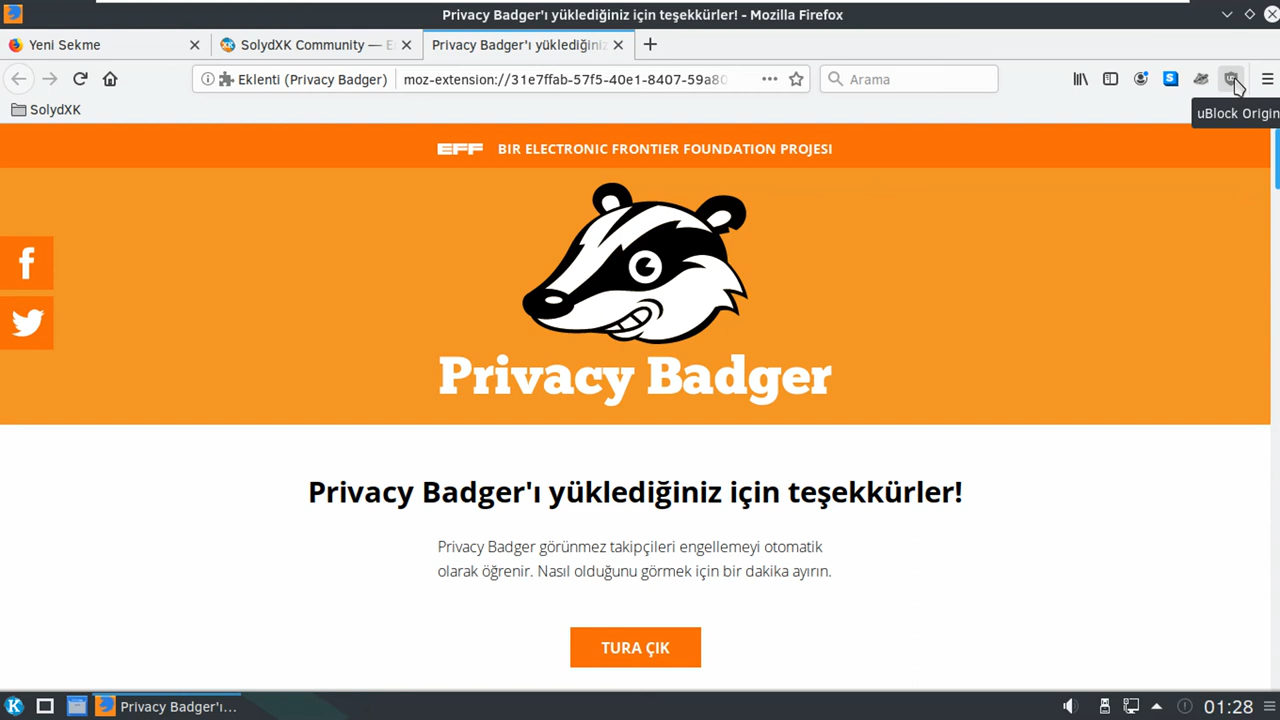 Privacy Badger'ı yüklediğiniz için teşekkürler! - Mozilla Firefox
Yeni Sekme
SolydXK Community — E
Privacy Badger'ı yüklediğiniz
Eklenti (Privacy Badger)
moz-extension://31e7ffab-57f5-40e1-8407-59a80
Arama
SolydXK
uBlock Origin
EFF BIR ELECTRONIC FRONTIER FOUNDATION PROJESI
Privacy Badger
Privacy Badger'ı yüklediğiniz için teşekkürler!
Privacy Badger görünmez takipçileri engellemeyi otomatik
olarak öğrenir. Nasıl olduğunu görmek için bir dakika ayırın.
TURA ÇIK
Privacy Badger'ı...
01:28